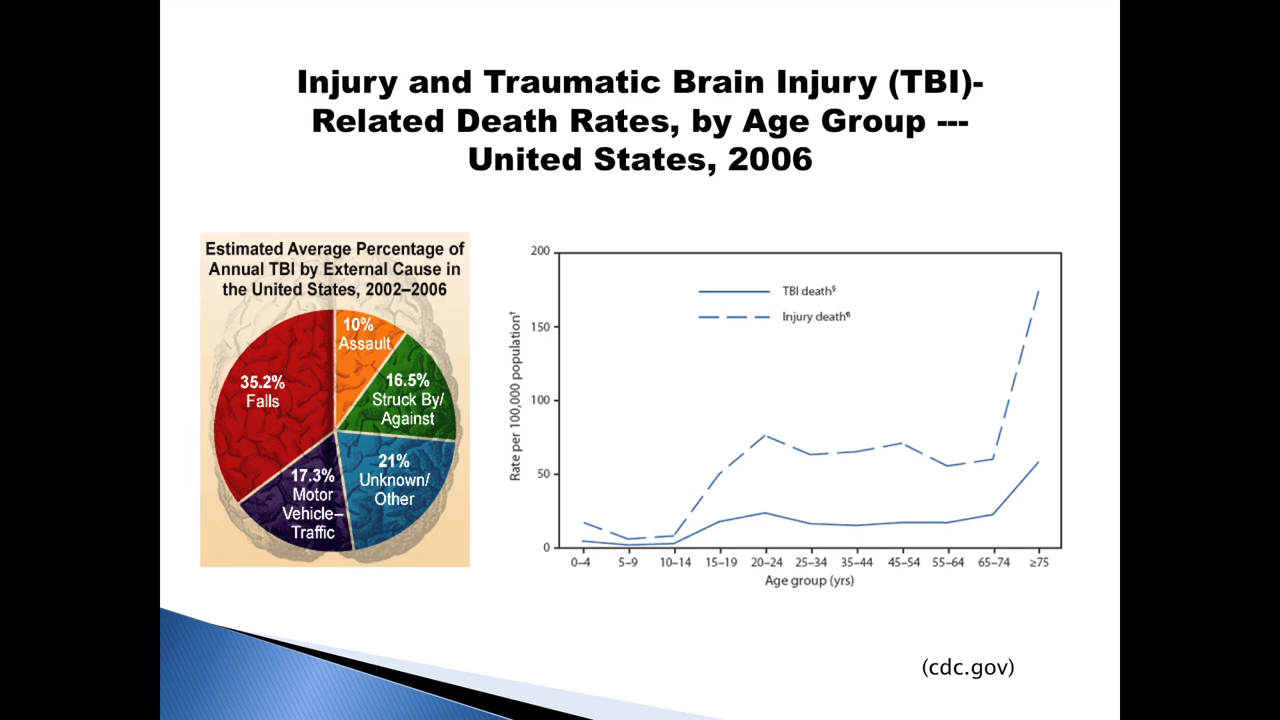 Injury and Traumatic Brain Injury (TBI)-
Related Death Rates, by Age Group ---
United States, 2006
Estimated Average Percentage of
Annual TBI by External Cause in
the United States, 2002–2006
10%
Assault
16.5%
Struck By/
Against
21%
Unknown/
Other
17.3%
Motor
Vehicle–
Traffic
35.2%
Falls
Rate per 100,000 population†
200
150
100
50
0
TBI death§
Injury death¶
0–4 5–9 10–14 15–19 20–24 25–34 35–44 45–54 55–64 65–74 ≥75
Age group (yrs)
(cdc.gov)